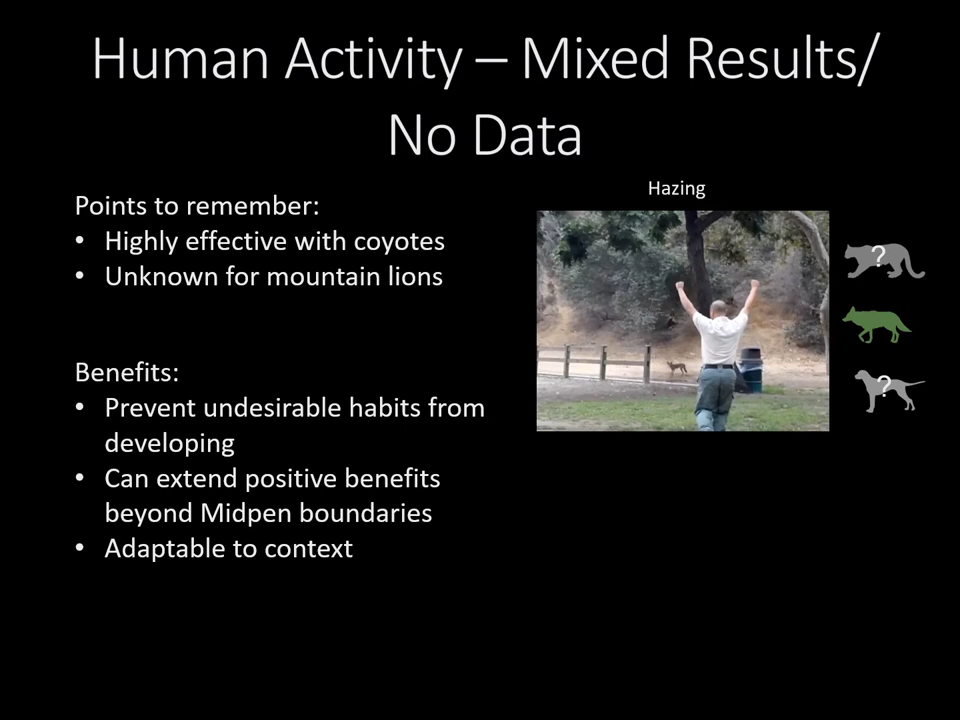 Human Activity – Mixed Results/
No Data
Hazing
Points to remember:
• Highly effective with coyotes
• Unknown for mountain lions
?
?
Benefits:
• Prevent undesirable habits from
developing
• Can extend positive benefits
beyond Midpen boundaries
• Adaptable to context